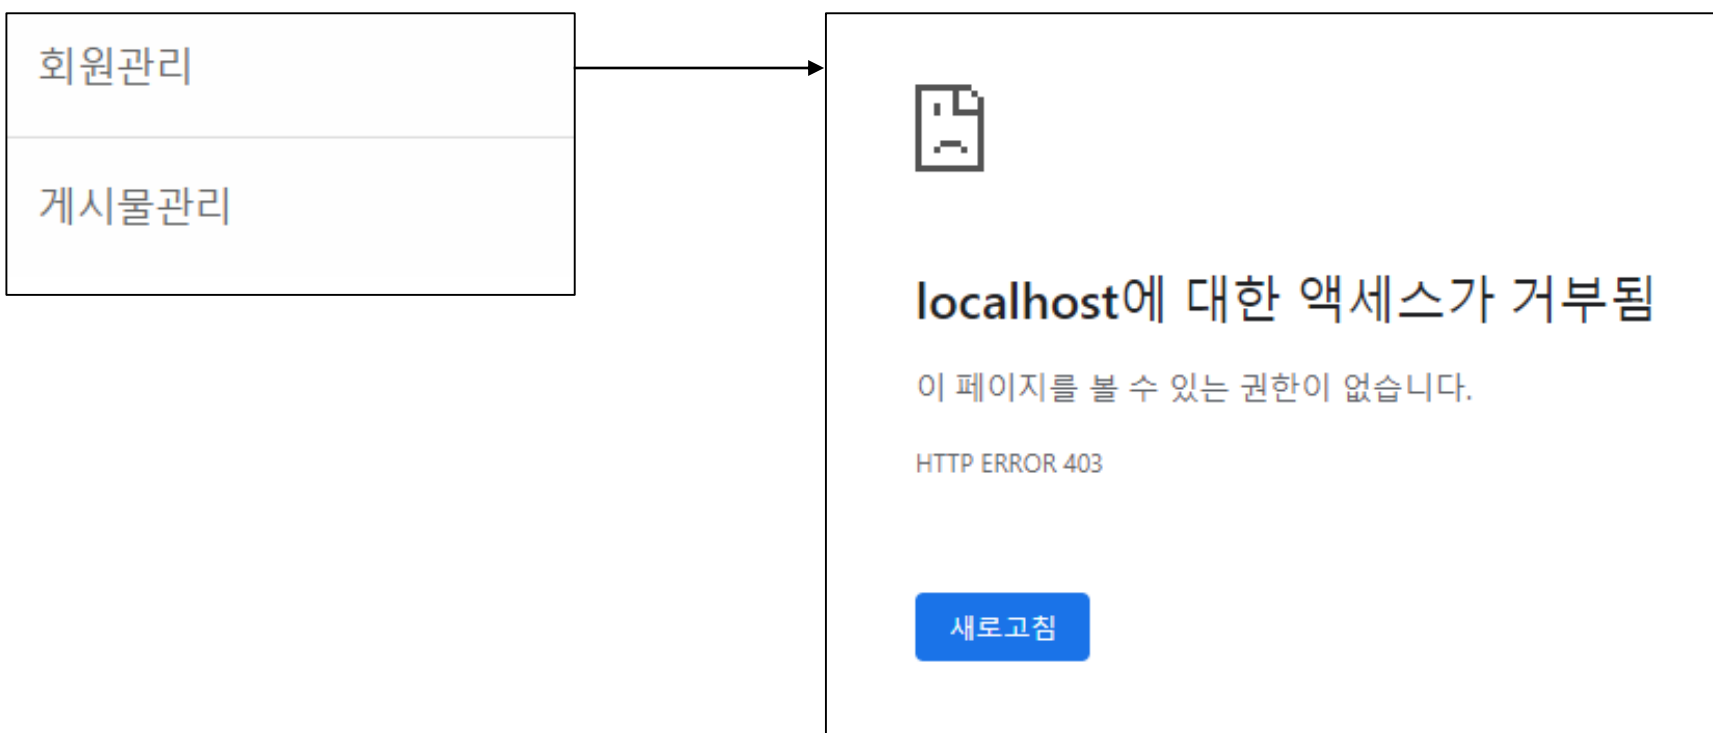 회원관리
게시물관리
localhost에 대한 액세스가 거부됨
이 페이지를 볼 수 있는 권한이 없습니다.
HTTP ERROR 403
새로고침